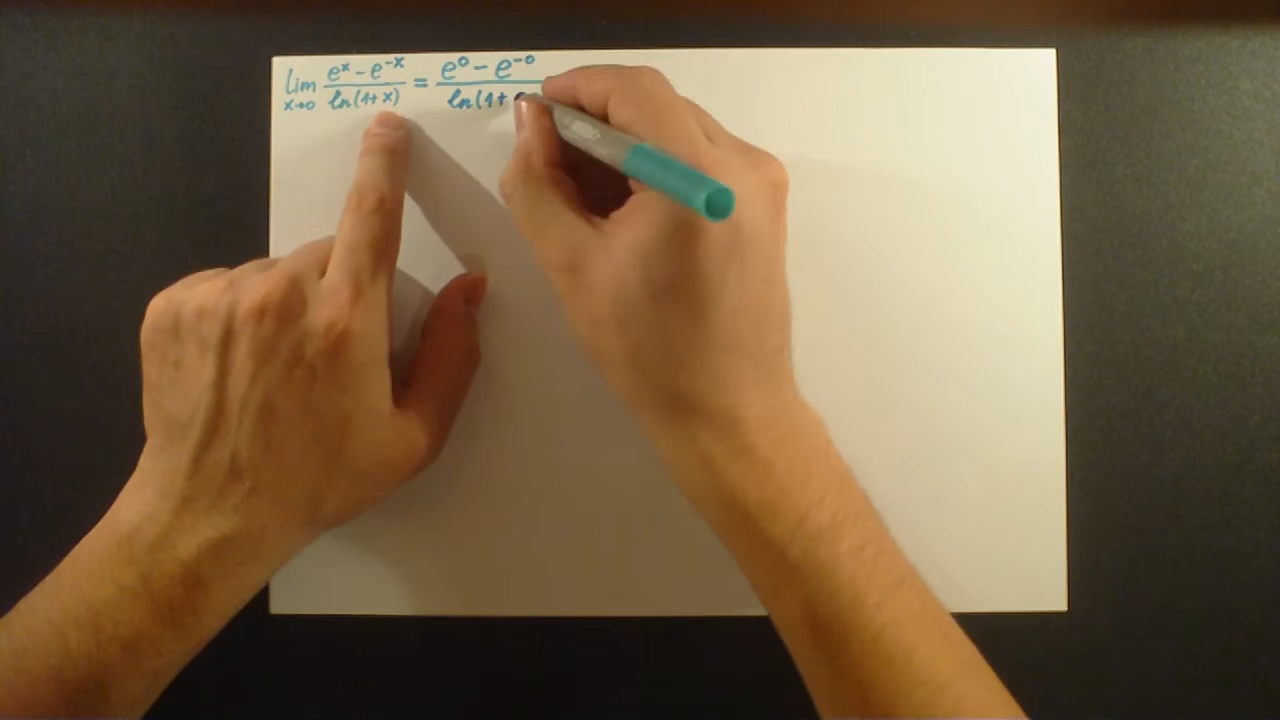 lim x→0 (e^x - e^-x)/(ln(1+x)) = (e^0 - e^-0)/(ln(1+